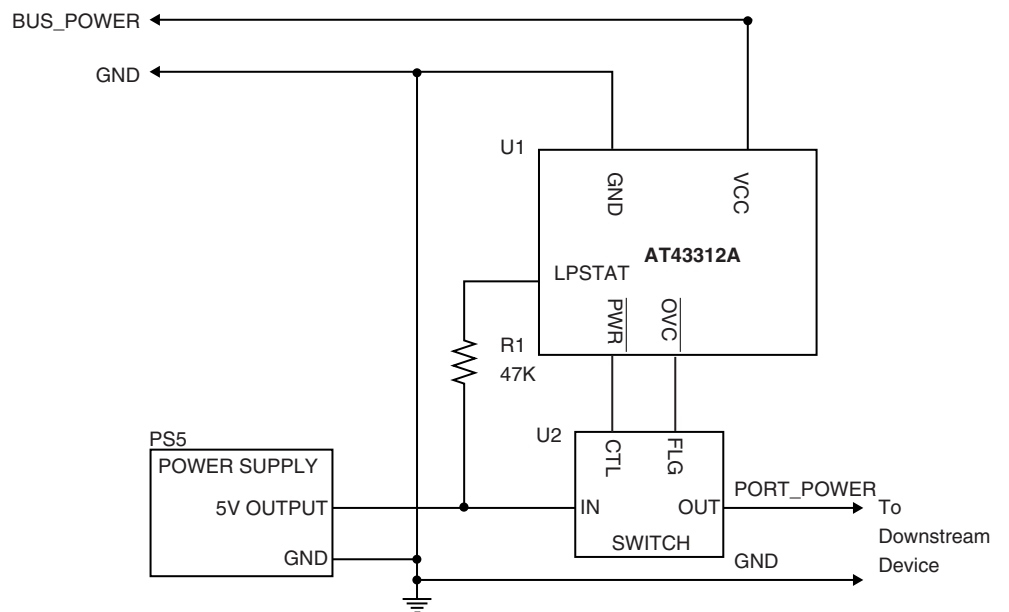 BUS_POWER
GND
U1
GND
VCC
AT43312A
LPSTAT
PWR
OVC
R1
47K
U2
CTL
FLG
PS5
POWER SUPPLY
5V OUTPUT
GND
IN
OUT
SWITCH
PORT_POWER
GND
To
Downstream
Device